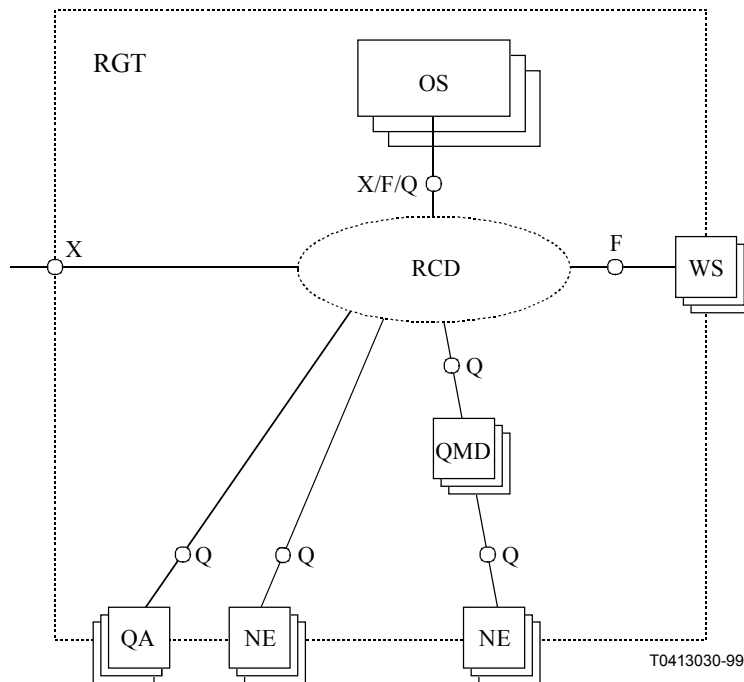 RGT
OS
X/F/Q
X
RCD
F
WS
Q
QMD
Q
Q
Q
QA
NE
NE
T0413030-99